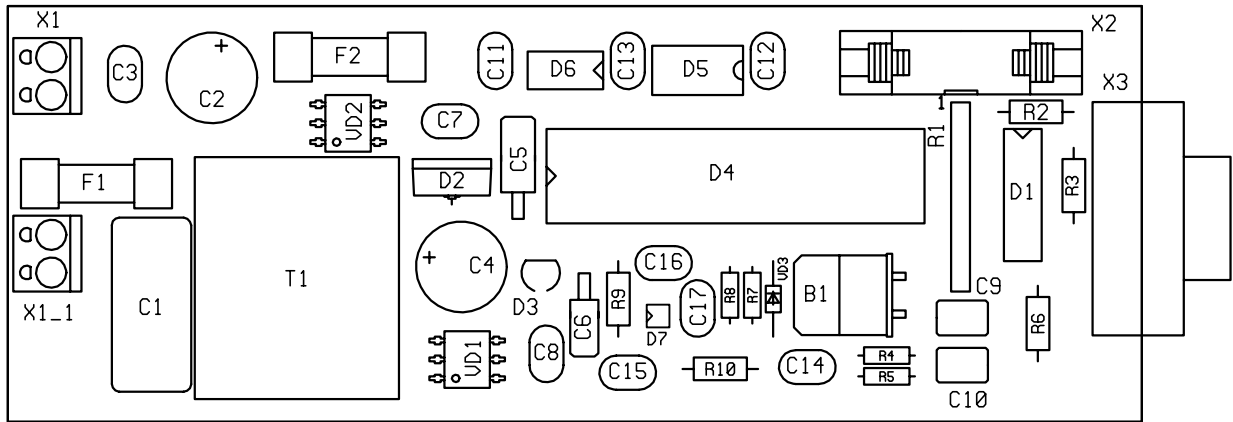 X1
C3
+
C2
F2
VD2
C7
C11
D6
C13
D5
C12
X2
1
X3
R1
R2
F1
D2
C5
D4
D1
R3
X1_1
C1
T1
+
C4
D3
C6
R9
C16
D7
C17
R8
R7
VD3
B1
C9
R6
VD1
C8
C15
R10
C14
R4
R5
C10